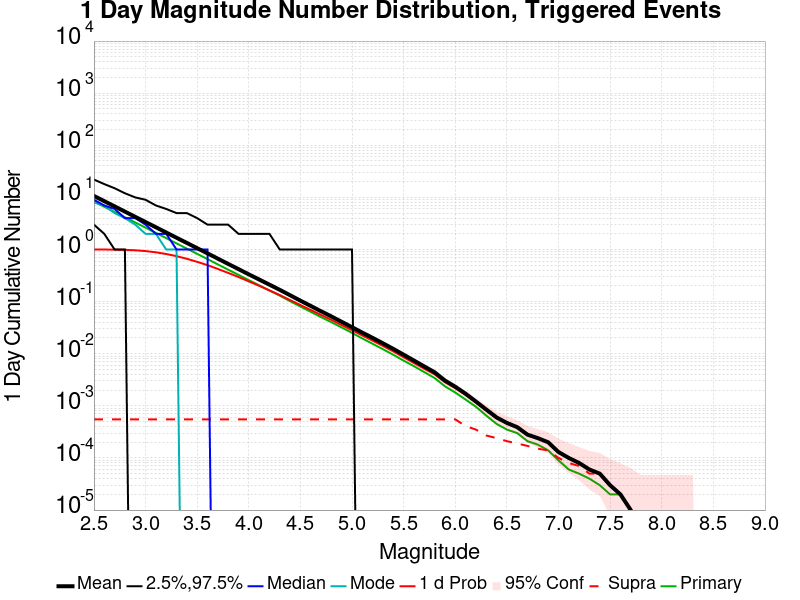 1 Day Magnitude Number Distribution, Triggered Events
10^4
10^3
10^2
10^1
10^0
10^-1
10^-2
10^-3
10^-4
10^-5
1 Day Cumulative Number
2.5 3.0 3.5 4.0 4.5 5.0 5.5 6.0 6.5 7.0 7.5 8.0 8.5 9.0
Magnitude
Mean 2.5%,97.5% Median Mode 1 d Prob 95% Conf Supra Primary